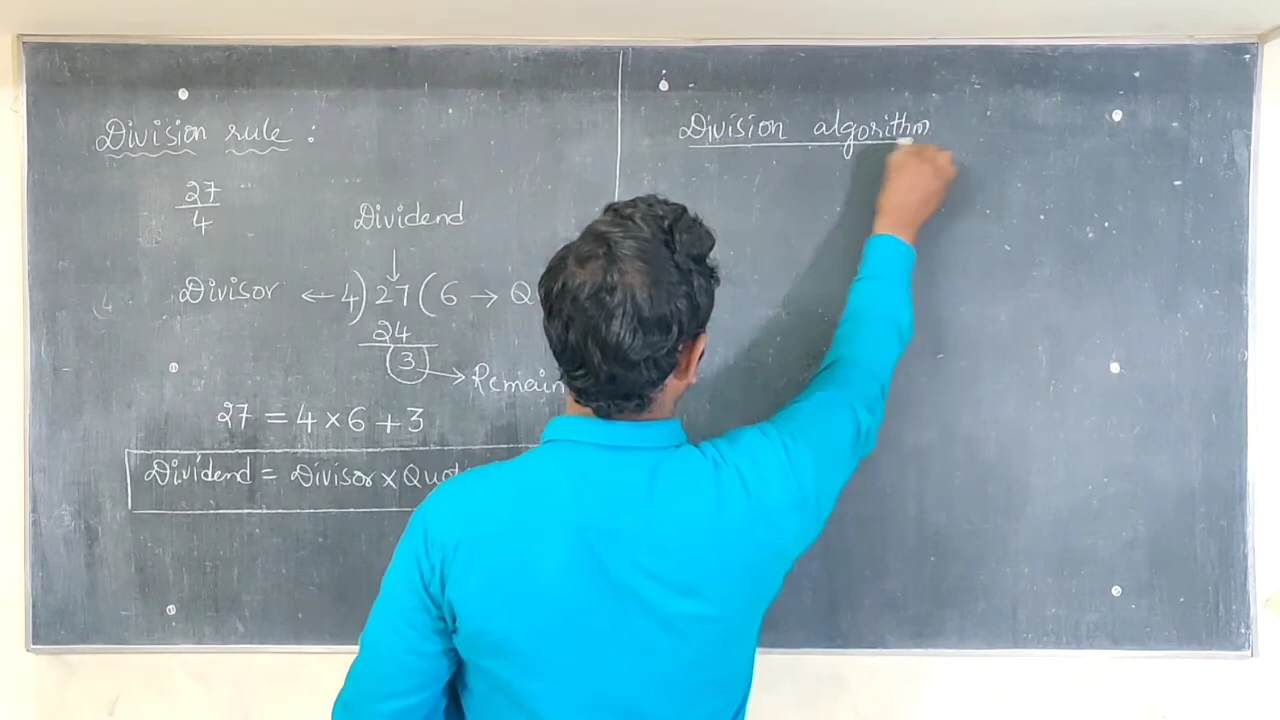 Division rule :
27
4
Dividend
Divisor ← 4) 27 ( 6 → Q
24
3 → Remain
27 = 4 × 6 + 3
Dividend = Divisor × Quoti
Division algorithm